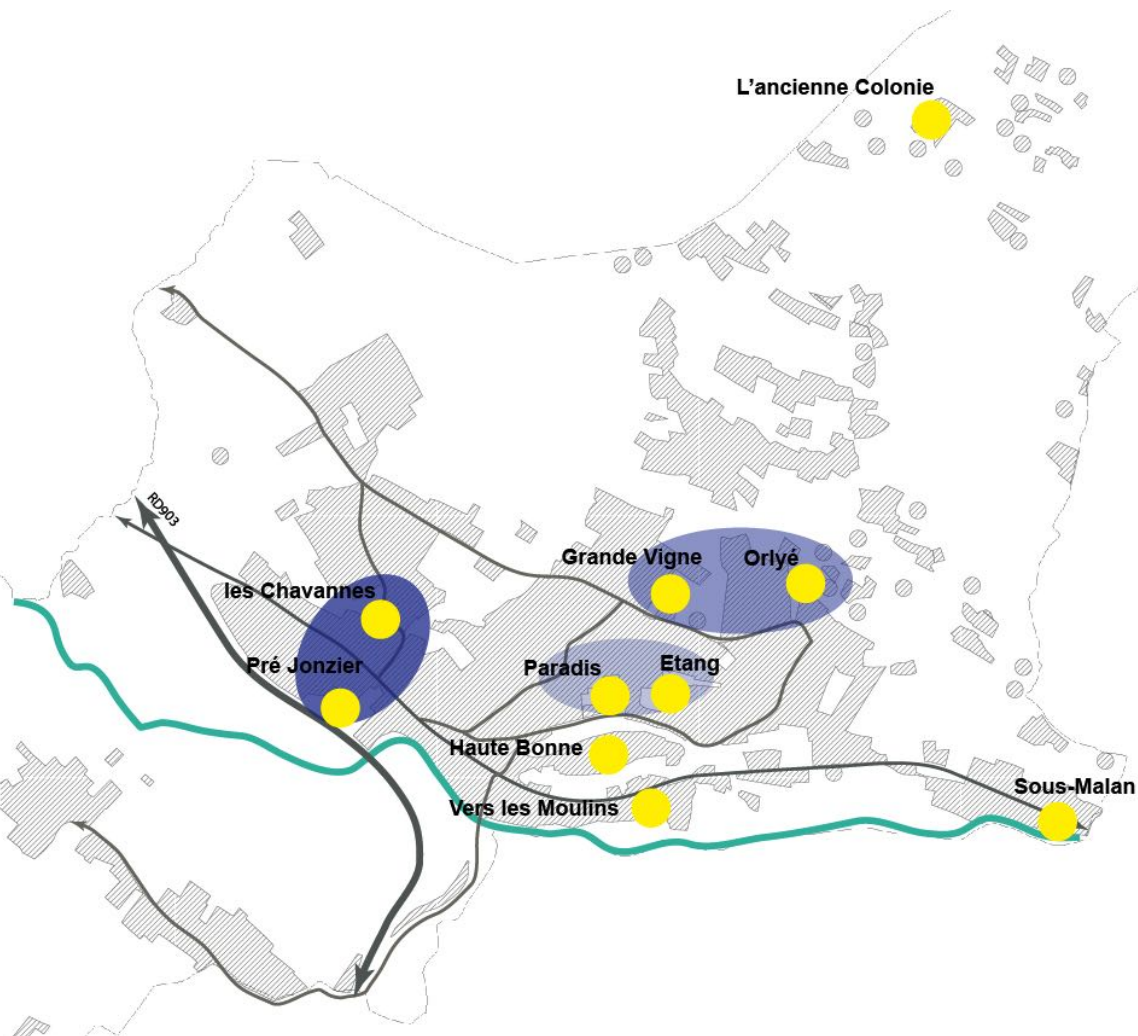 L'ancienne Colonie
RD903
Grande Vigne
Orlyé
les Chavannes
Pré Jonzier
Paradis
Etang
Haute Bonne
Vers les Moulins
Sous-Malan